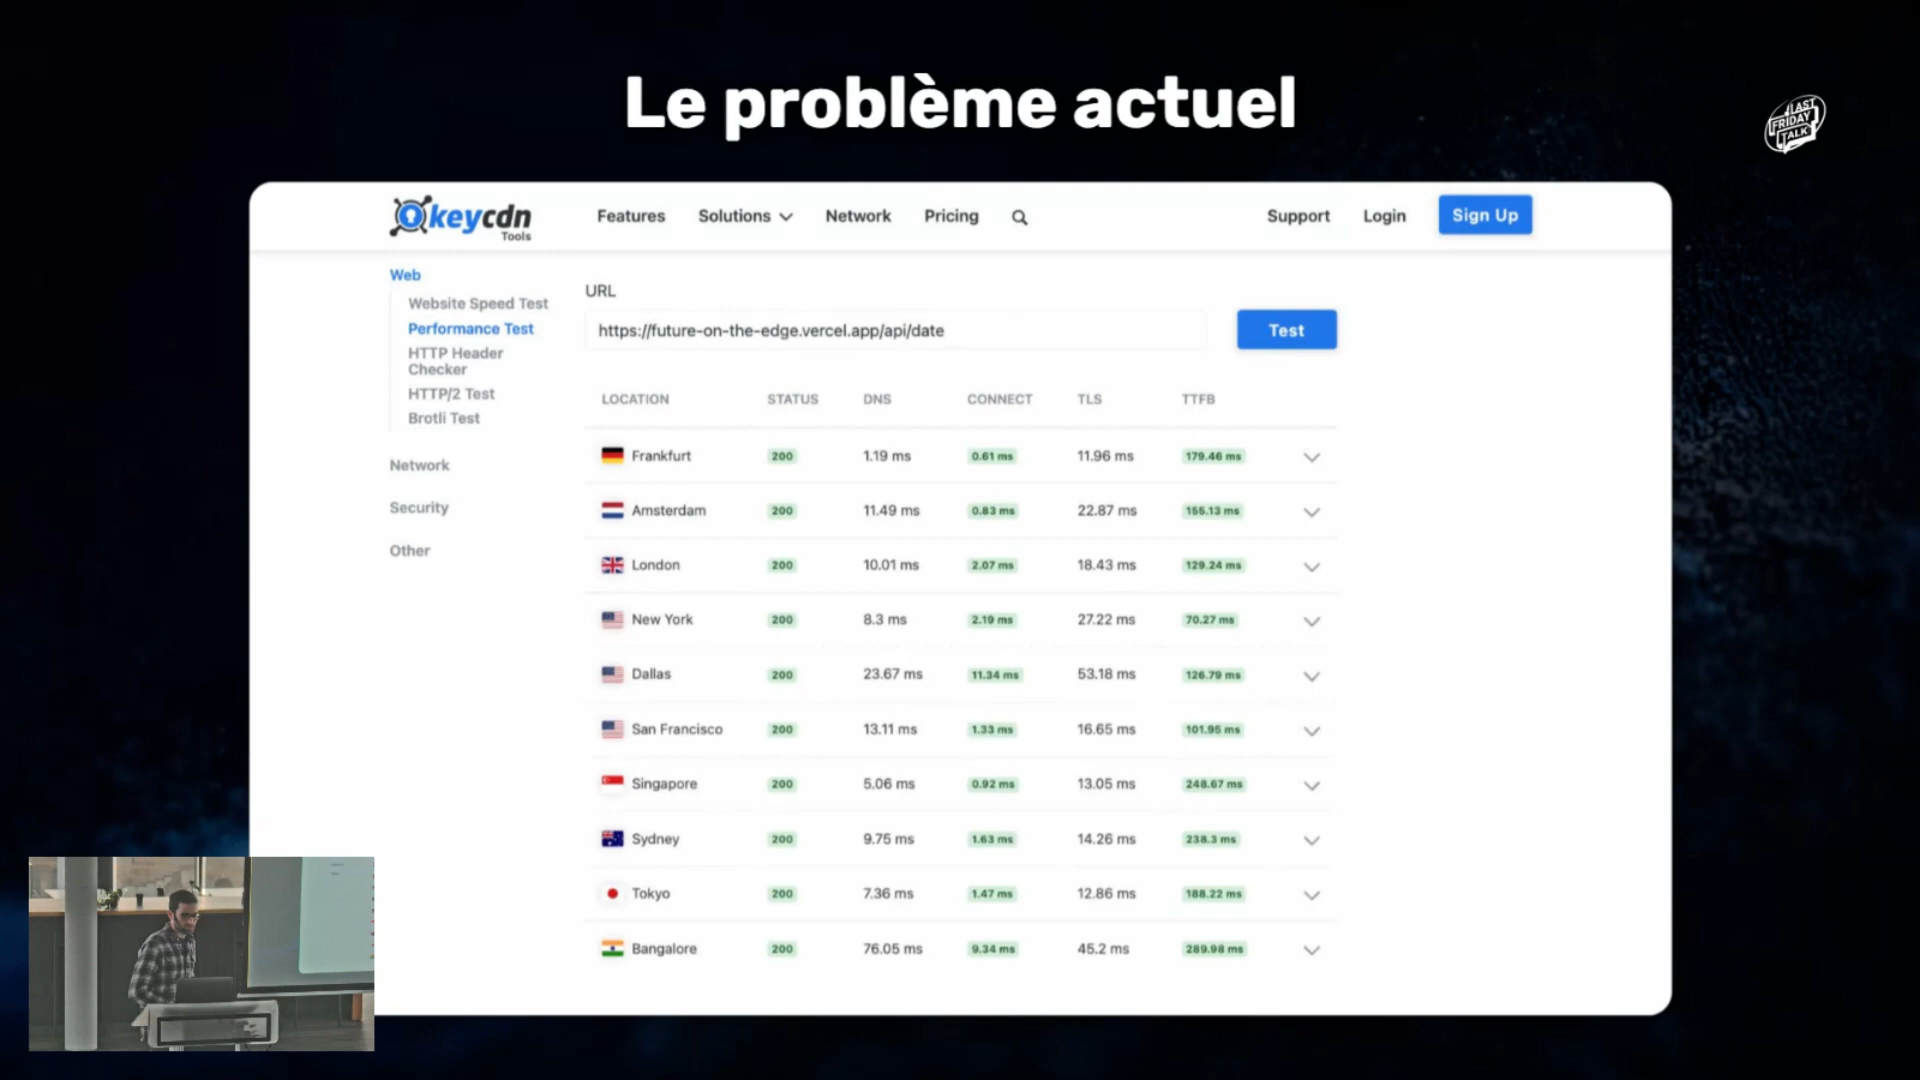 Le problème actuel
LAST
FRIDAY
TALK
keycdn
Tools
Features Solutions Network Pricing Support Login Sign Up
Web
Website Speed Test
Performance Test
HTTP Header
Checker
HTTP/2 Test
Brotli Test
Network
Security
Other
URL
https://future-on-the-edge.vercel.app/api/date Test
LOCATION STATUS DNS CONNECT TLS TTFB
Frankfurt 200 1.19 ms 0.61 ms 11.96 ms 179.46 ms
Amsterdam 200 11.49 ms 0.83 ms 22.87 ms 155.13 ms
London 200 10.01 ms 2.07 ms 18.43 ms 129.24 ms
New York 200 8.3 ms 2.19 ms 27.22 ms 70.27 ms
Dallas 200 23.67 ms 11.34 ms 53.18 ms 126.79 ms
San Francisco 200 13.11 ms 1.33 ms 16.65 ms 101.95 ms
Singapore 200 5.06 ms 0.92 ms 13.05 ms 248.67 ms
Sydney 200 9.75 ms 1.63 ms 14.26 ms 238.3 ms
Tokyo 200 7.36 ms 1.47 ms 12.86 ms 188.22 ms
Bangalore 200 76.05 ms 9.34 ms 45.2 ms 289.98 ms